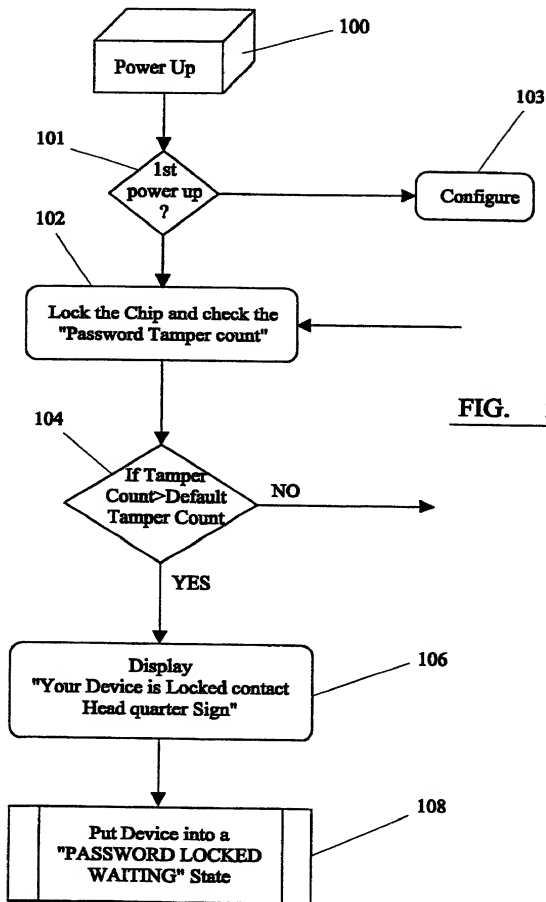 100
Power Up
103
101
1st
power up
?
Configure
102
Lock the Chip and check the
"Password Tamper count"
FIG.
104
If Tamper
Count>Default
Tamper Count
NO
YES
Display
"Your Device is Locked contact
Head quarter Sign"
106
108
Put Device into a
"PASSWORD LOCKED
WAITING" State